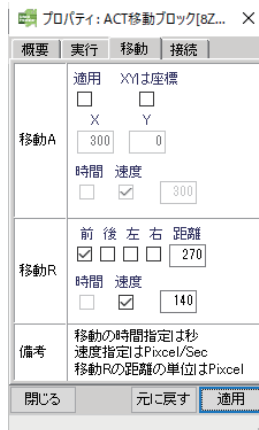 プロパティ: ACT移動ブロック[8Z...
概要 実行 移動 接続
適用 XYは座標
X Y
移動A
300 0
時間 速度
300
前 後 左 右 距離
270
移動R
時間 速度
140
移動の時間指定は秒
備考 速度指定はPixcel/Sec
移動Rの距離の単位はPixcel
閉じる 元に戻す 適用